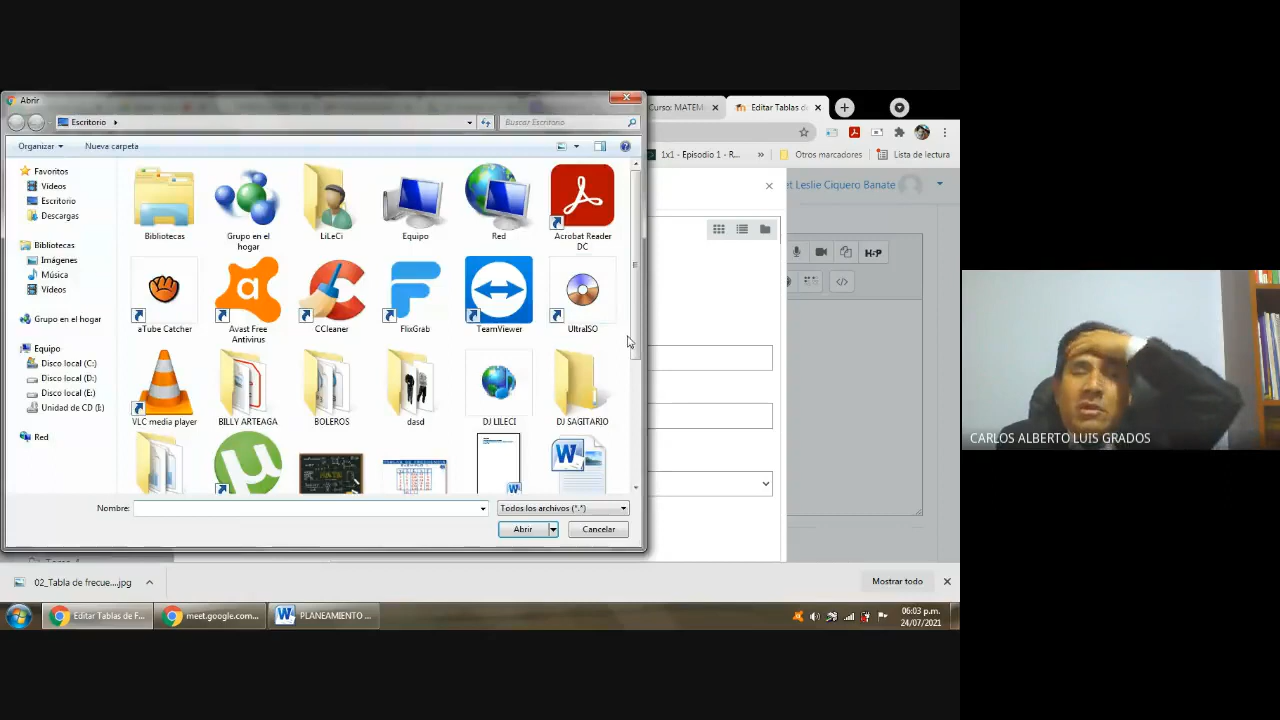 Abrir
Escritorio
Buscar Escritorio
Organizar
Nueva carpeta
Favoritos
Vídeos
Escritorio
Descargas
Bibliotecas
Imágenes
Música
Vídeos
Grupo en el hogar
Equipo
Disco local (C:)
Disco local (D:)
Disco local (E:)
Unidad de CD (I:)
Red
Bibliotecas
Grupo en el
hogar
LiLeCi
Equipo
Red
Acrobat Reader
DC
aTube Catcher
Avast Free
Antivirus
CCleaner
FlixGrab
TeamViewer
UltraISO
VLC media player
BILLY ARTEAGA
BOLEROS
dasd
DJ LILECI
DJ SAGITARIO
Nombre:
Todos los archivos (*.*)
Abrir
Cancelar
Curso: MATEM
Editar Tablas de
1x1 - Episodio 1 - R...
»
Otros marcadores
Lista de lectura
et Leslie Ciquero Banate
H-P
CARLOS ALBERTO LUIS GRADOS
02_Tabla de frecue....jpg
Mostrar todo
Editar Tablas de F...
meet.google.com...
PLANEAMIENTO ...
06:03 p.m.
24/07/2021